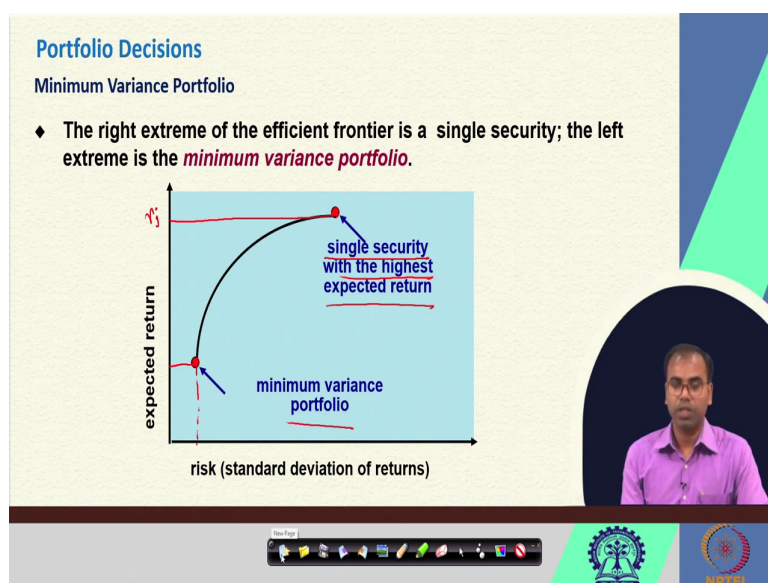 Portfolio Decisions
Minimum Variance Portfolio
♦ The right extreme of the efficient frontier is a single security; the left
extreme is the minimum variance portfolio.
rj
single security
with the highest
expected return
minimum variance
portfolio
expected return
risk (standard deviation of returns)
New Page
NPTEL